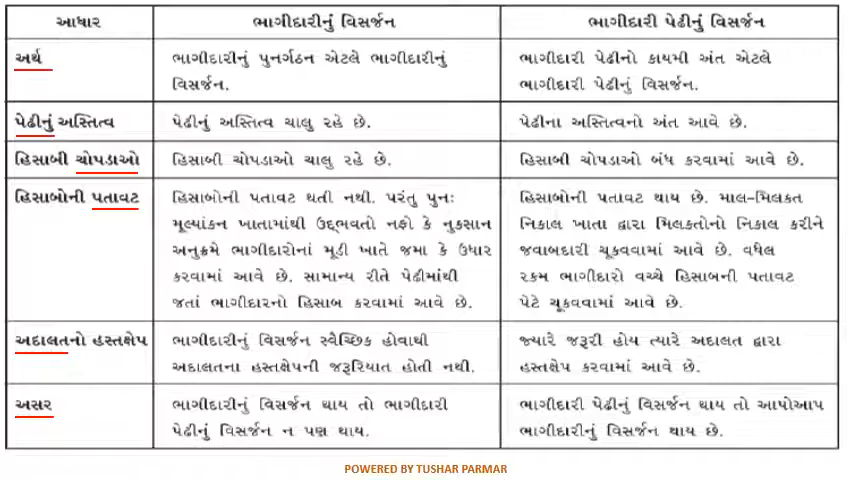 આધાર
ભાગીદારીનું વિસર્જન
ભાગીદારી પેઢીનું વિસર્જન
અર્થ
ભાગીદારીનું પુનર્ગઠન એટલે ભાગીદારીનું
વિસર્જન.
ભાગીદારી પેઢીનો કાયમી અંત એટલે
ભાગીદારી પેઢીનું વિસર્જન.
પેઢીનું અસ્તિત્વ
પેઢીનું અસ્તિત્વ ચાલુ રહે છે.
પેઢીના અસ્તિત્વનો અંત આવે છે.
હિસાબી ચોપડાઓ
હિસાબી ચોપડાઓ ચાલુ રહે છે.
હિસાબી ચોપડાઓ બંધ કરવામાં આવે છે.
હિસાબોની પતાવટ
હિસાબોની પતાવટ થતી નથી. પરંતુ પુનઃ
મૂલ્યાંકન ખાતામાંથી ઉદ્ભવતો નફો કે નુકસાન
અનુક્રમે ભાગીદારોનાં મૂડી ખાતે જમા કે ઉધાર
કરવામાં આવે છે. સામાન્ય રીતે પેઢીમાંથી
જતાં ભાગીદારનો હિસાબ કરવામાં આવે છે.
હિસાબોની પતાવટ થાય છે. માલ-મિલકત
નિકાલ ખાતા દ્વારા મિલકતોનો નિકાલ કરીને
જવાબદારી ચૂકવવામાં આવે છે. વધેલ
રકમ ભાગીદારો વચ્ચે હિસાબની પતાવટ
પેટે ચૂકવવામાં આવે છે.
અદાલતનો હસ્તક્ષેપ
ભાગીદારીનું વિસર્જન સ્વૈચ્છિક હોવાથી
અદાલતના હસ્તક્ષેપની જરૂરિયાત હોતી નથી.
જ્યારે જરૂરી હોય ત્યારે અદાલત દ્વારા
હસ્તક્ષેપ કરવામાં આવે છે.
અસર
ભાગીદારીનું વિસર્જન થાય તો ભાગીદારી
પેઢીનું વિસર્જન ન પણ થાય.
ભાગીદારી પેઢીનું વિસર્જન થાય તો આપોઆપ
ભાગીદારીનું વિસર્જન થાય છે.
POWERED BY TUSHAR PARMAR